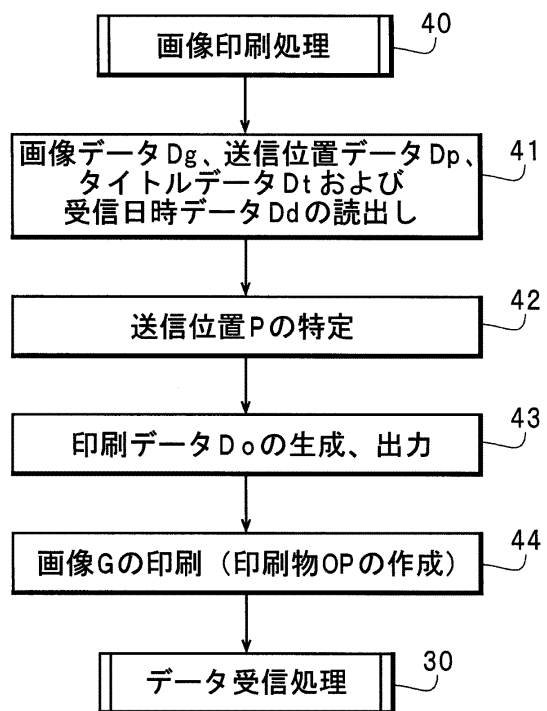 画像印刷処理
40
画像データDg、送信位置データDp、
タイトルデータDtおよび
受信日時データDdの読出し
41
送信位置Pの特定
42
印刷データDoの生成、出力
43
画像Gの印刷（印刷物OPの作成）
44
データ受信処理
30